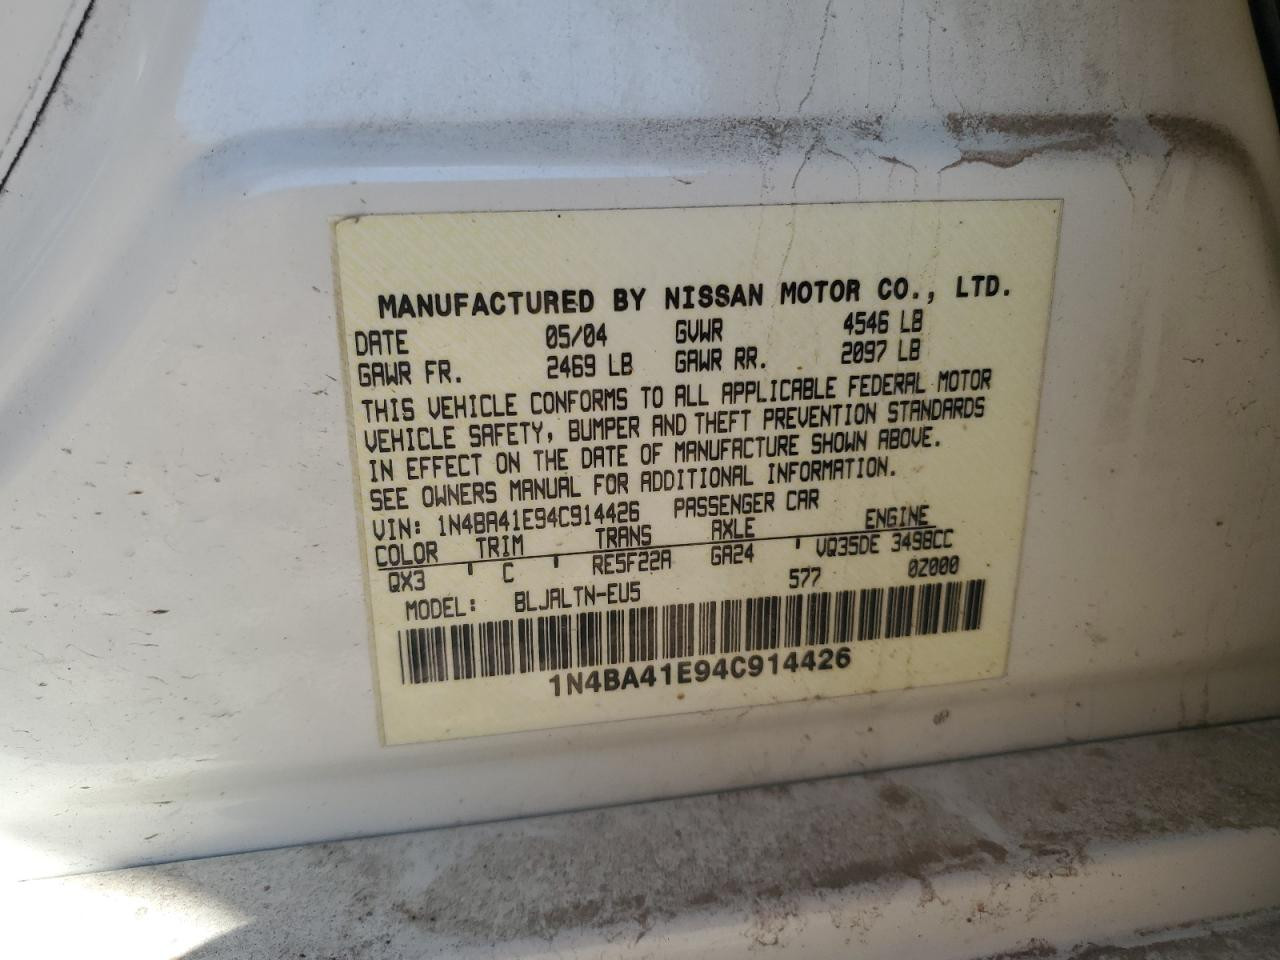 MANUFACTURED BY NISSAN MOTOR CO., LTD.
DATE 05/04 GVWR 4546 LB
GAWR FR. 2469 LB GAWR RR. 2097 LB
THIS VEHICLE CONFORMS TO ALL APPLICABLE FEDERAL MOTOR
VEHICLE SAFETY, BUMPER AND THEFT PREVENTION STANDARDS
IN EFFECT ON THE DATE OF MANUFACTURE SHOWN ABOVE.
SEE OWNERS MANUAL FOR ADDITIONAL INFORMATION.
VIN: 1N4BA41E94C914426 PASSENGER CAR
COLOR TRIM TRANS AXLE ENGINE
QX3 C RE5F22A GA24 VQ35DE 3498CC
MODEL: BLJALTN-EU5 577 0Z000
1N4BA41E94C914426